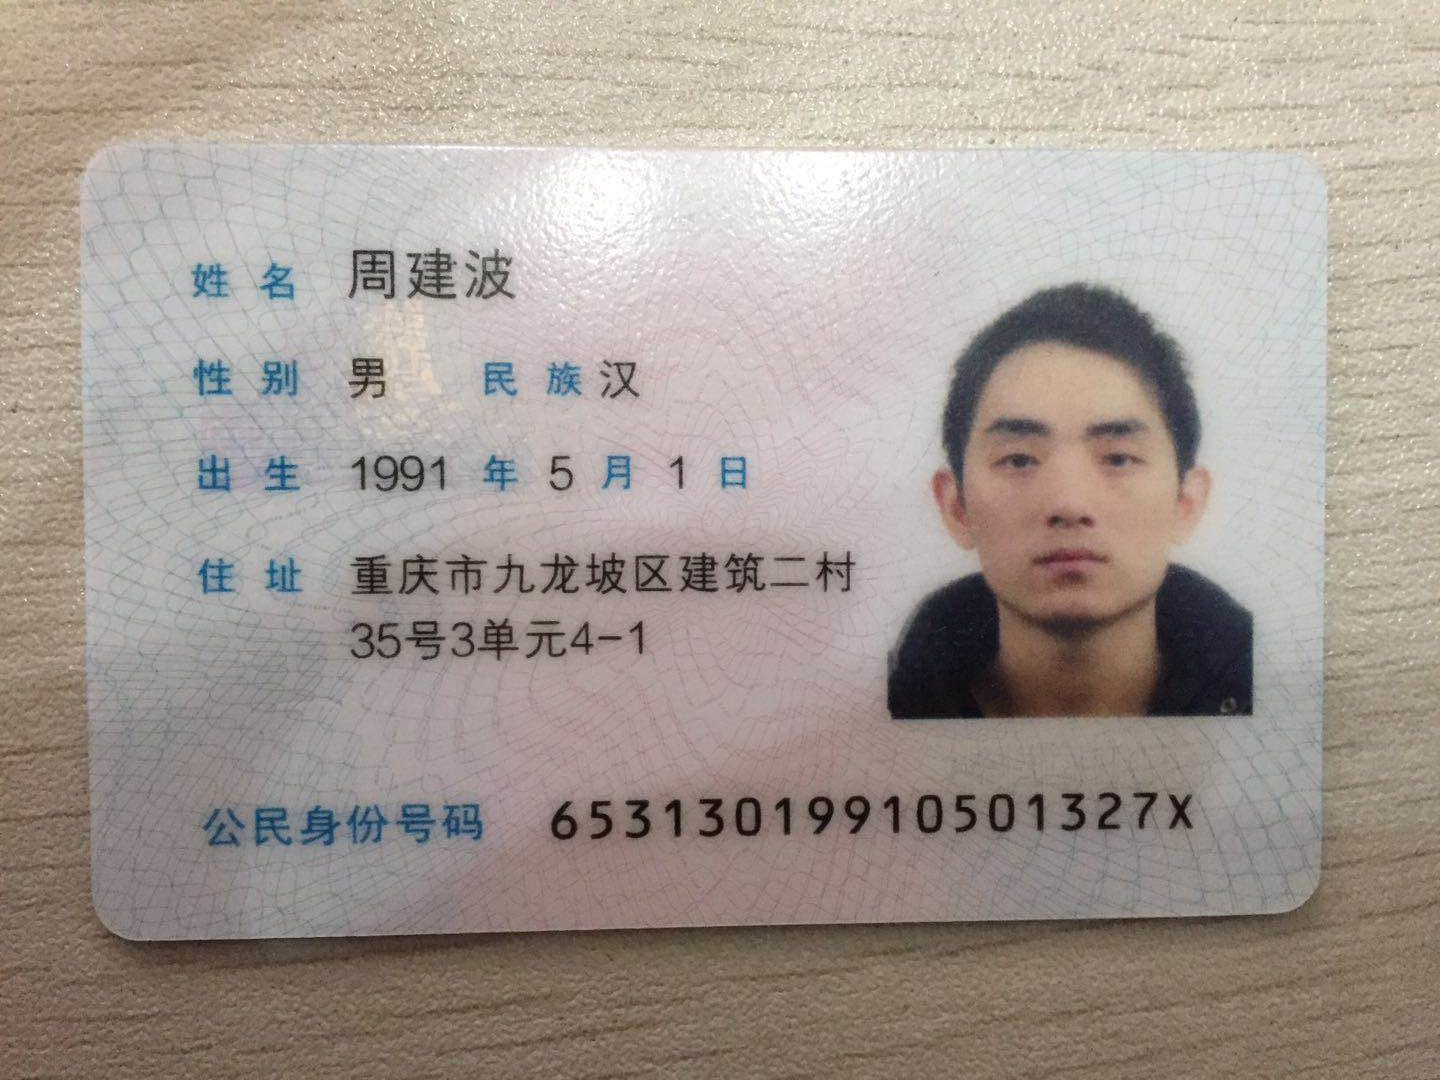 姓名 周建波
性别 男 民族 汉
出生 1991 年 5 月 1 日
住址 重庆市九龙坡区建筑二村
35号3单元4-1
公民身份号码 65313019910501327X